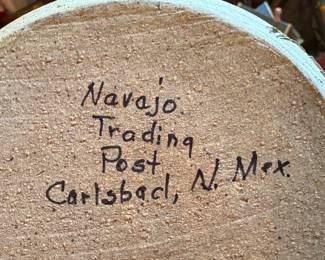 Navajo
Trading
Post
Carlsbad, N. Mex.